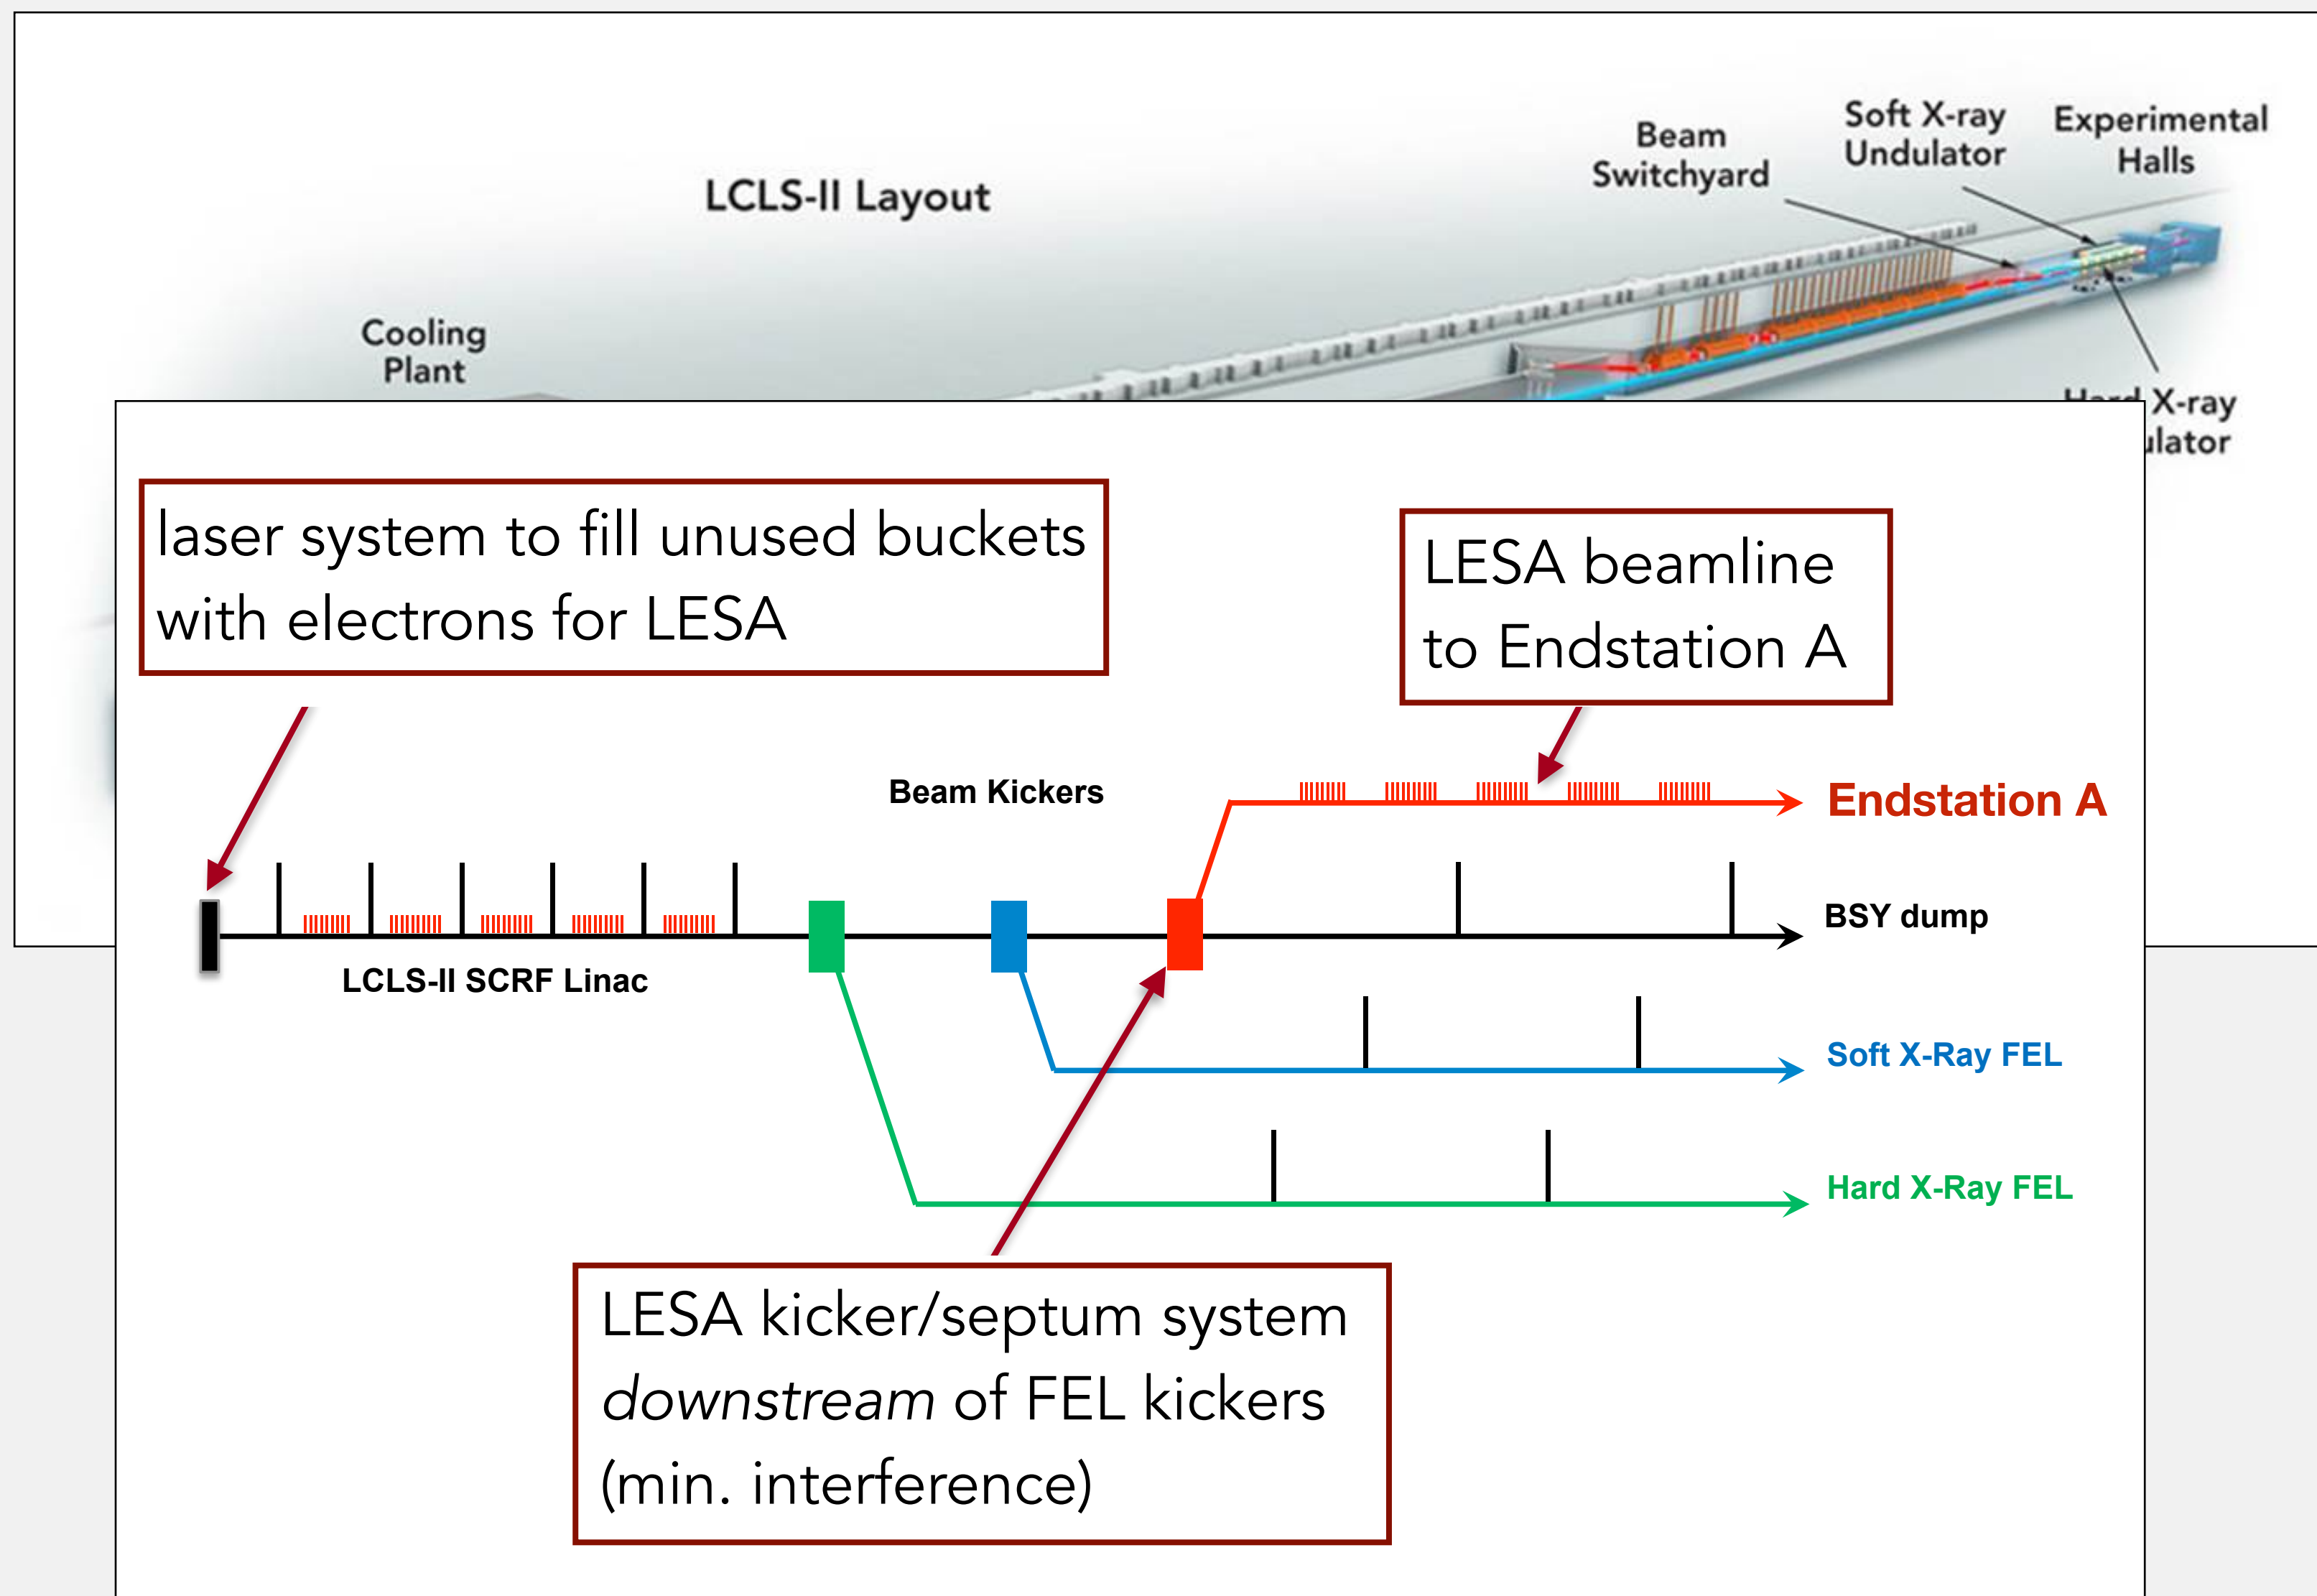 LCLS-II Layout
Beam
Switchyard
Soft X-ray
Undulator
Experimental
Halls
Cooling
Plant
X-ray
laser system to fill unused buckets
with electrons for LESA
LESA beamline
to Endstation A
Beam Kickers
Endstation A
BSY dump
LCLS-II SCRF Linac
Soft X-Ray FEL
Hard X-Ray FEL
LESA kicker/septum system
downstream of FEL kickers
(min. interference)